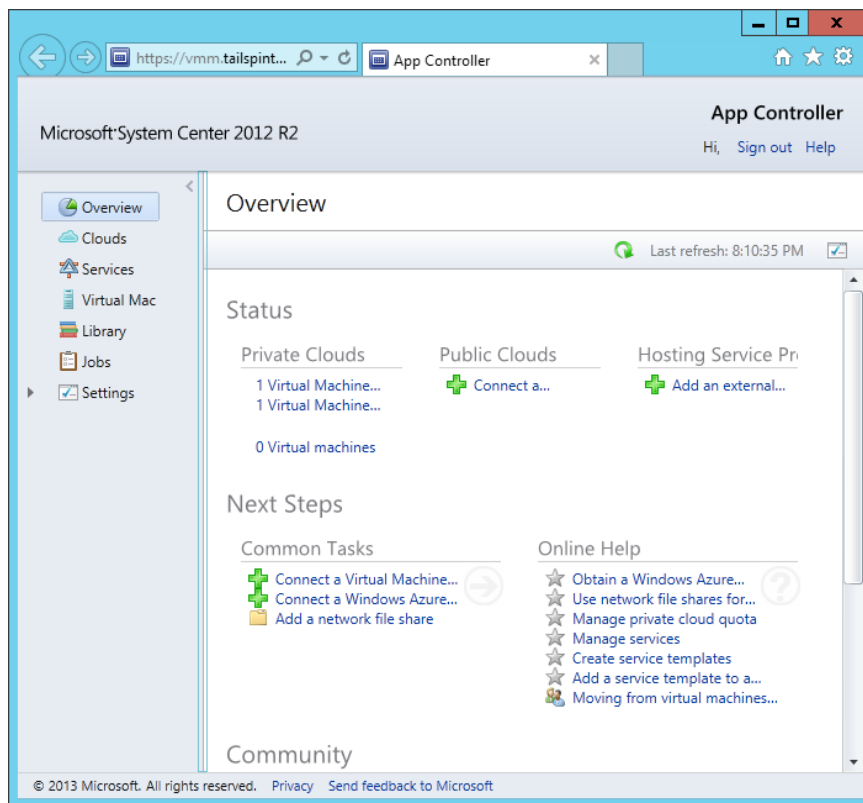 https://vmm.tailspint...
App Controller
Microsoft System Center 2012 R2
App Controller
Hi, Sign out Help
Overview
Clouds
Services
Virtual Mac
Library
Jobs
Settings
Overview
Last refresh: 8:10:35 PM
Status
Private Clouds
1 Virtual Machine...
1 Virtual Machine...
0 Virtual machines
Public Clouds
Connect a...
Hosting Service Pr
Add an external...
Next Steps
Common Tasks
Connect a Virtual Machine...
Connect a Windows Azure...
Add a network file share
Online Help
Obtain a Windows Azure...
Use network file shares for...
Manage private cloud quota
Manage services
Create service templates
Add a service template to a...
Moving from virtual machines...
Community
© 2013 Microsoft. All rights reserved. Privacy Send feedback to Microsoft